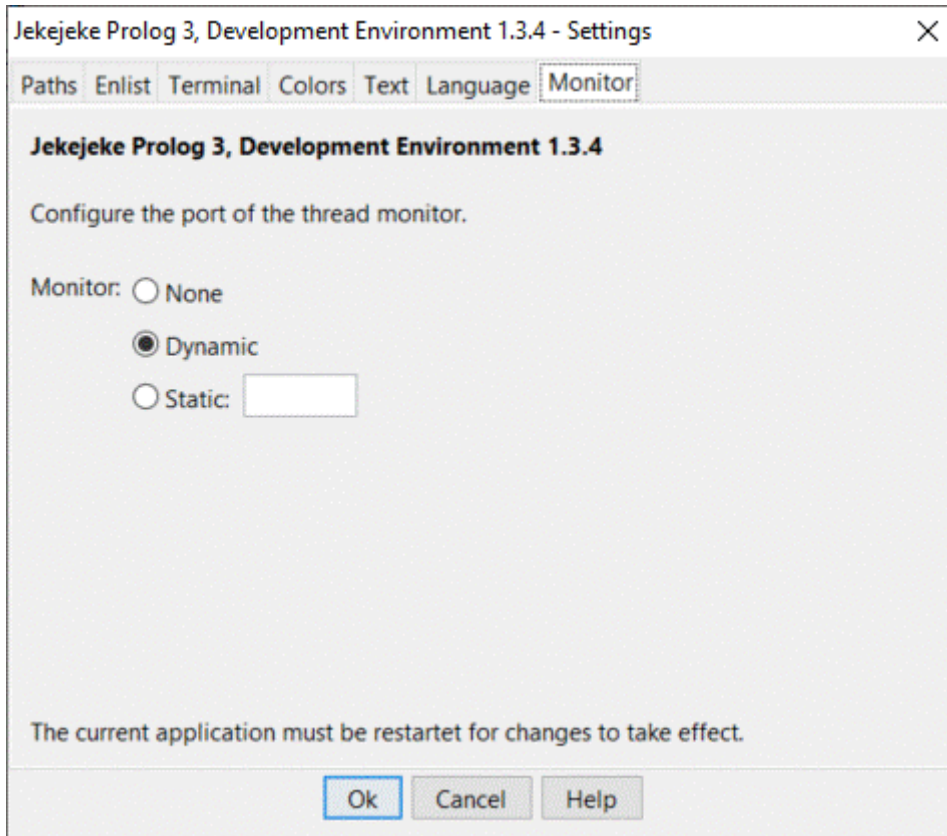 Jekejeke Prolog 3, Development Environment 1.3.4 - Settings
Paths Enlist Terminal Colors Text Language Monitor
Jekejeke Prolog 3, Development Environment 1.3.4
Configure the port of the thread monitor.
Monitor: None
Dynamic
Static:
The current application must be restartet for changes to take effect.
Ok Cancel Help